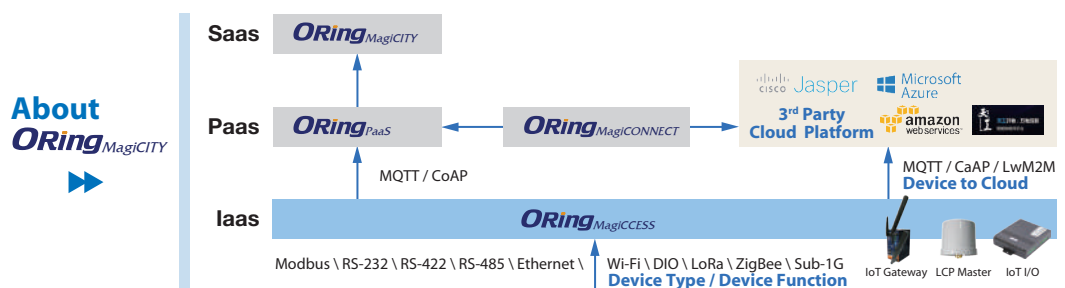 About
ORing MagiCITY
Saas
ORing MagiCITY
Paas
ORing PaaS
ORing MagiCONNECT
CISCO Jasper
Microsoft
Azure
3rd Party
Cloud Platform
amazon
webservices™
MQTT / CoAP
MQTT / CaAP / LwM2M
Device to Cloud
Iaas
ORing MagiCCESS
Modbus \ RS-232 \ RS-422 \ RS-485 \ Ethernet \ Wi-Fi \ DIO \ LoRa \ ZigBee \ Sub-1G
Device Type / Device Function
IoT Gateway
LCP Master
IoT I/O